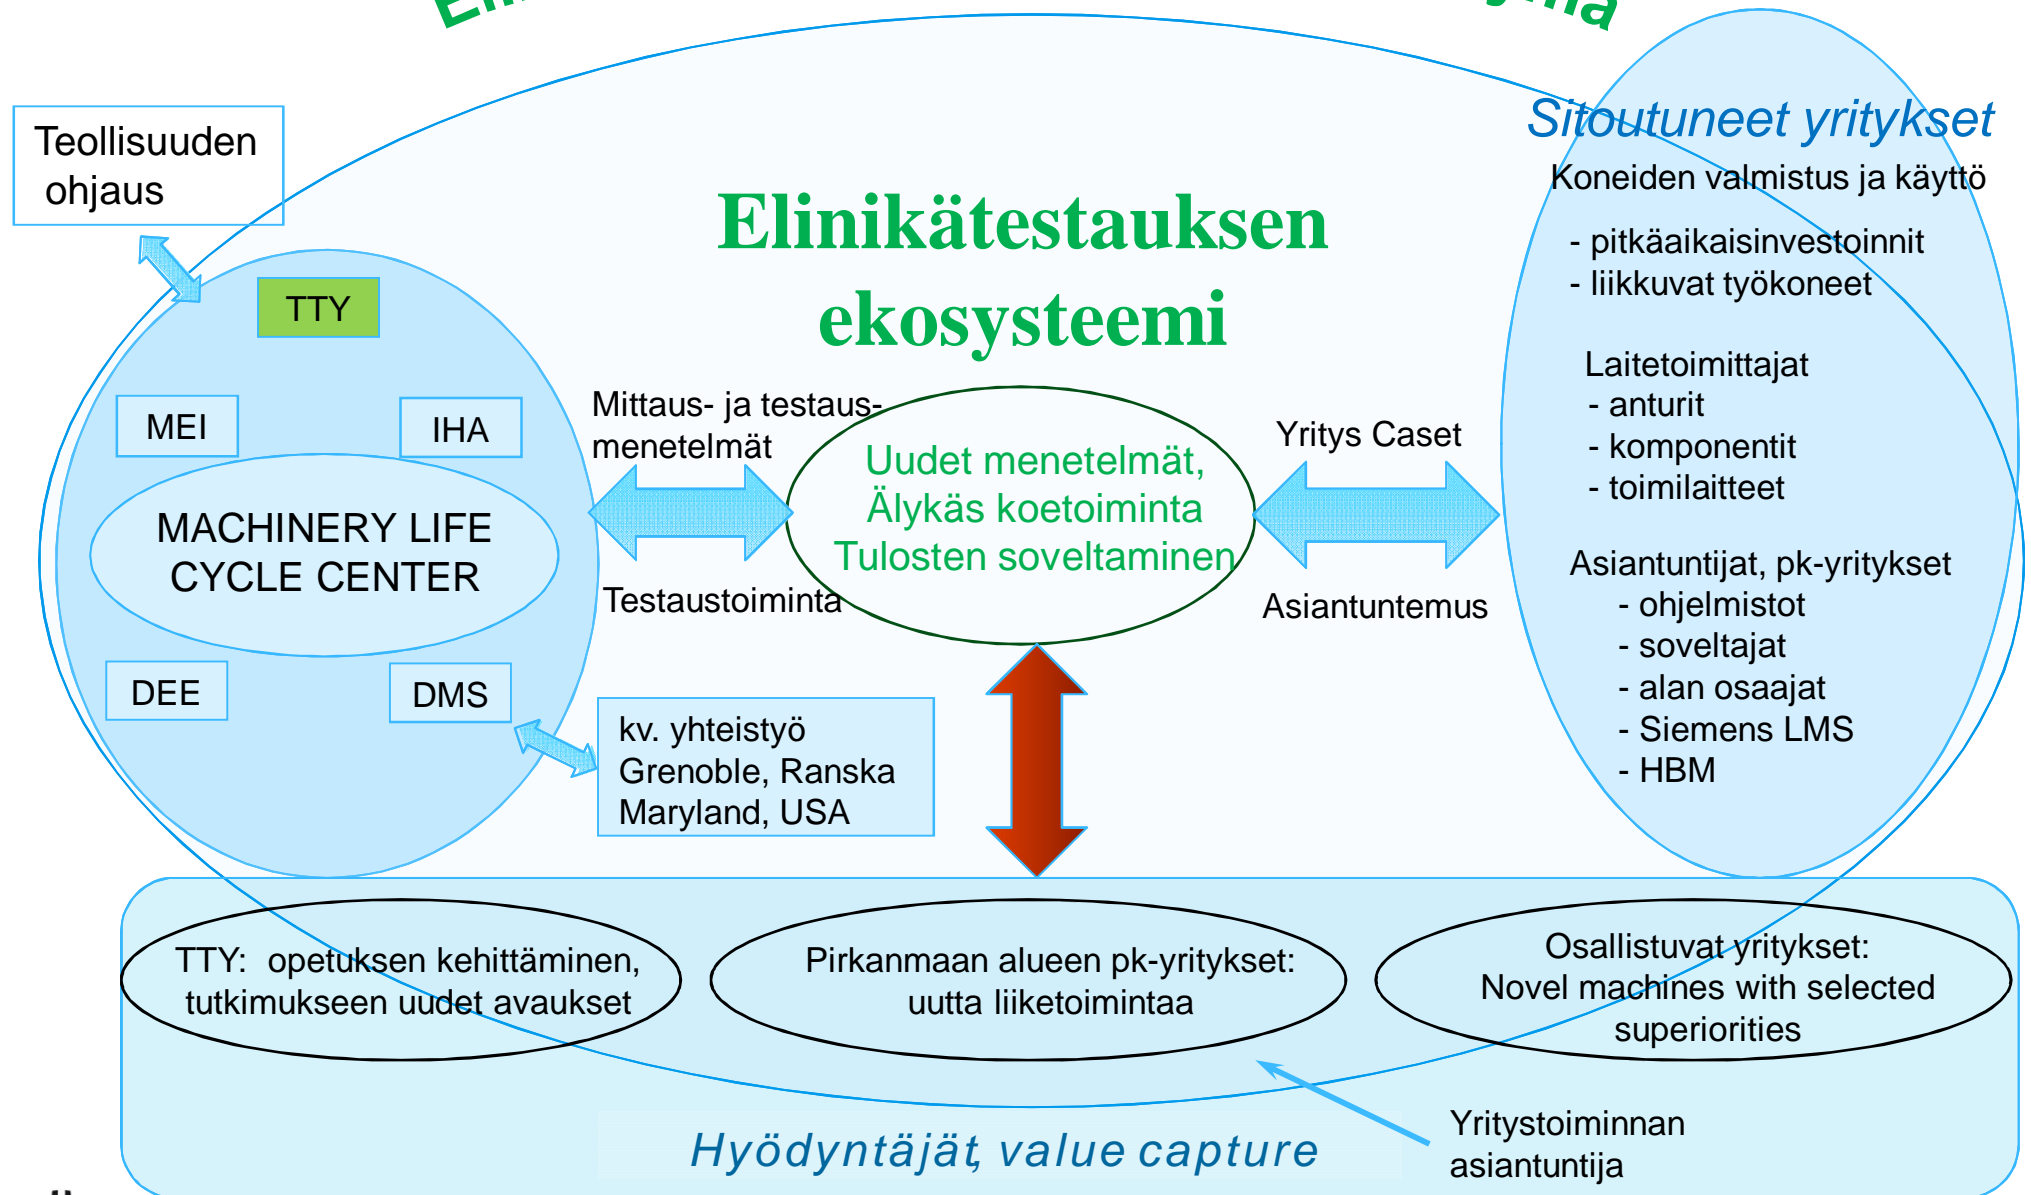 Teollisuuden
ohjaus
TTY
MEI
IHA
MACHINERY LIFE
CYCLE CENTER
DEE
DMS
kv. yhteistyö
Grenoble, Ranska
Maryland, USA
Elinikätestauksen
ekosysteemi
Mittaus- ja testaus-
menetelmät
Testaustoiminta
Uudet menetelmät,
Älykäs koetoiminta
Tulosten soveltaminen
Yritys Caset
Asiantuntemus
Sitoutuneet yritykset
Koneiden valmistus ja käyttö
- pitkäaikaisinvestoinnit
- liikkuvat työkoneet
Laitetoimittajat
- anturit
- komponentit
- toimilaitteet
Asiantuntijat, pk-yritykset
- ohjelmistot
- soveltajat
- alan osaajat
- Siemens LMS
- HBM
TTY: opetuksen kehittäminen,
tutkimukseen uudet avaukset
Pirkanmaan alueen pk-yritykset:
uutta liiketoimintaa
Osallistuvat yritykset:
Novel machines with selected
superiorities
Hyödyntäjät, value capture
Yritystoiminnan
asiantuntija